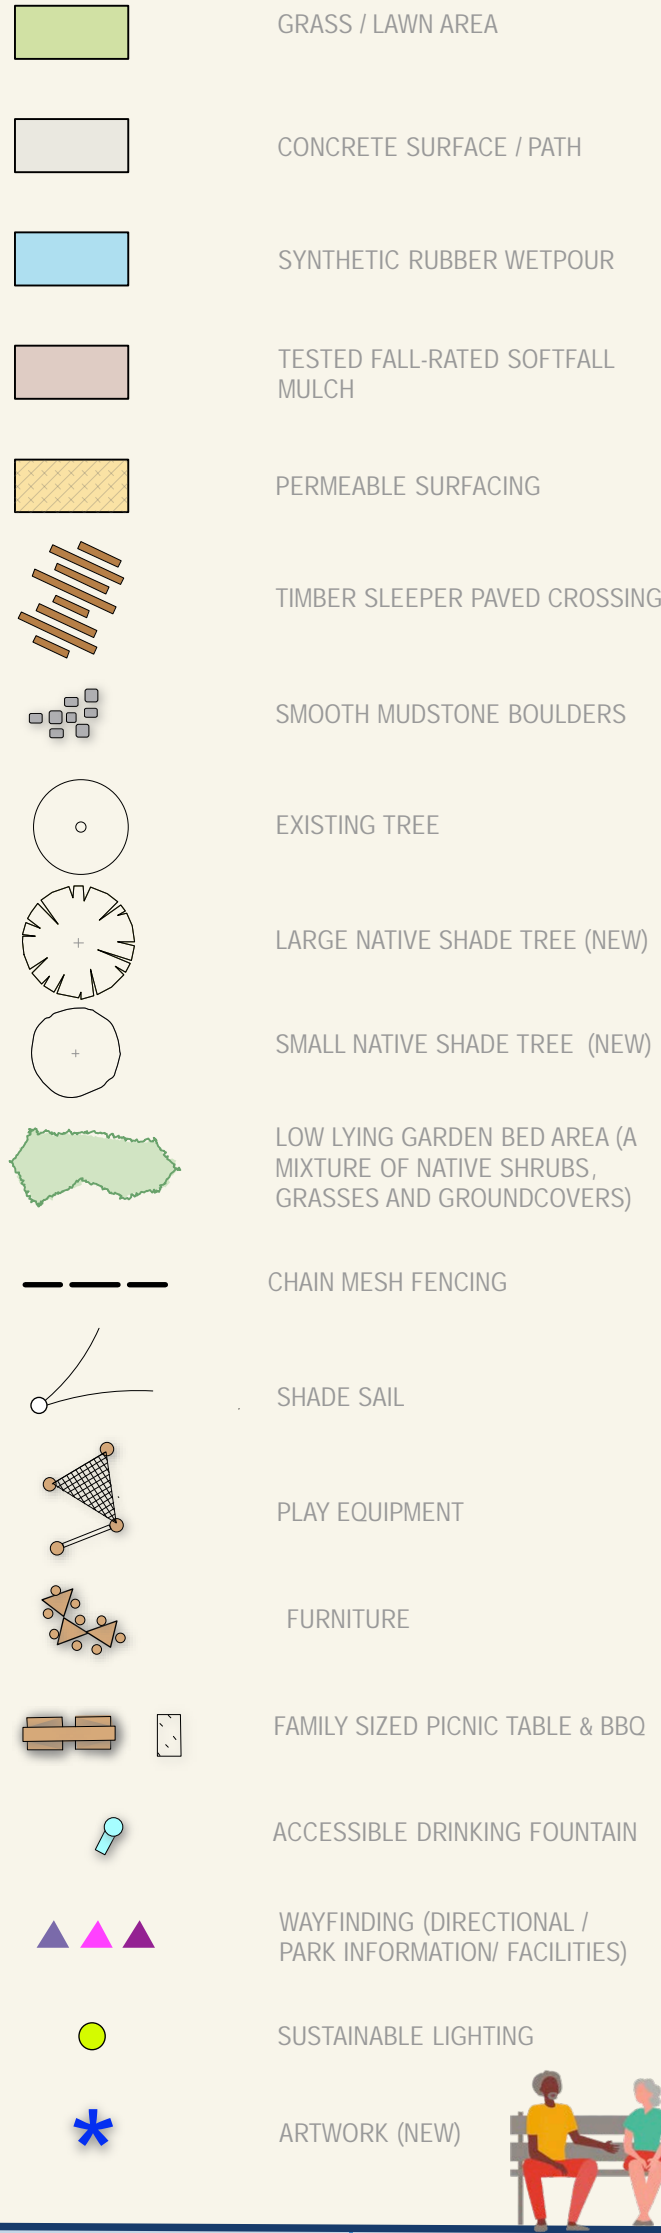 GRASS / LAWN AREA
CONCRETE SURFACE / PATH
SYNTHETIC RUBBER WETPOUR
TESTED FALL-RATED SOFTFALL
MULCH
PERMEABLE SURFACING
TIMBER SLEEPER PAVED CROSSING
SMOOTH MUDSTONE BOULDERS
EXISTING TREE
LARGE NATIVE SHADE TREE (NEW)
SMALL NATIVE SHADE TREE (NEW)
LOW LYING GARDEN BED AREA (A
MIXTURE OF NATIVE SHRUBS,
GRASSES AND GROUNDCOVERS)
CHAIN MESH FENCING
SHADE SAIL
PLAY EQUIPMENT
FURNITURE
FAMILY SIZED PICNIC TABLE & BBQ
ACCESSIBLE DRINKING FOUNTAIN
WAYFINDING (DIRECTIONAL /
PARK INFORMATION/ FACILITIES)
SUSTAINABLE LIGHTING
ARTWORK (NEW)